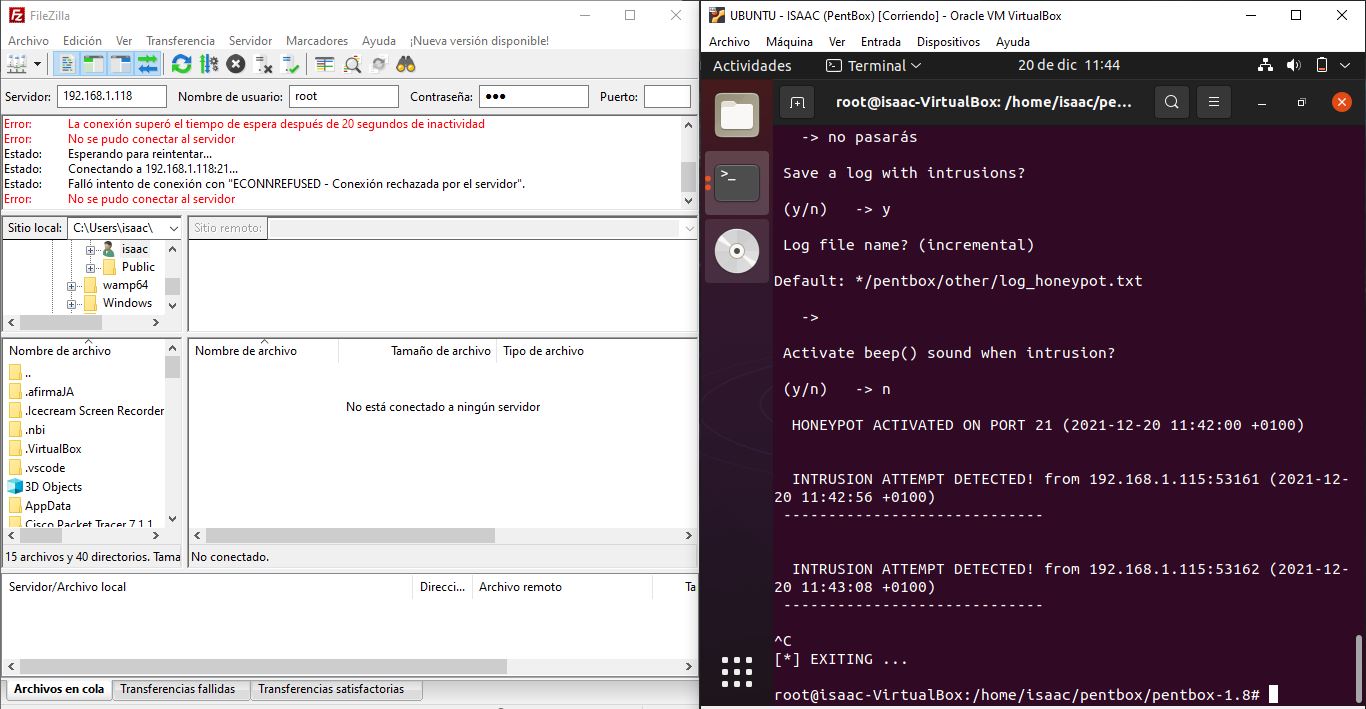 FileZilla
Archivo Edición Ver Transferencia Servidor Marcadores Ayuda ¡Nueva versión disponible!
Servidor: 192.168.1.118 Nombre de usuario: root Contraseña: ●●● Puerto:
Error: La conexión superó el tiempo de espera después de 20 segundos de inactividad
Error: No se pudo conectar al servidor
Estado: Esperando para reintentar...
Estado: Conectando a 192.168.1.118:21...
Estado: Falló intento de conexión con "ECONNREFUSED - Conexión rechazada por el servidor".
Error: No se pudo conectar al servidor
Sitio local: C:\Users\isaac\
Sitio remoto:
isaac
Public
wamp64
Windows
Nombre de archivo
..
.afirmaJA
.Icecream Screen Recorder
.nbi
.VirtualBox
.vscode
3D Objects
AppData
Cisco Packet Tracer 7.1.1
15 archivos y 40 directorios. Tama
Nombre de archivo Tamaño de archivo Tipo de archivo
No está conectado a ningún servidor
No conectado.
Servidor/Archivo local Direcci... Archivo remoto Ta
Archivos en cola Transferencias fallidas Transferencias satisfactorias
UBUNTU - ISAAC (PentBox) [Corriendo] - Oracle VM VirtualBox
Archivo Máquina Ver Entrada Dispositivos Ayuda
Actividades Terminal 20 de dic 11:44
root@isaac-VirtualBox: /home/isaac/pe...
-> no pasarás
Save a log with intrusions?
(y/n) -> y
Log file name? (incremental)
Default: */pentbox/other/log_honeypot.txt
->
Activate beep() sound when intrusion?
(y/n) -> n
HONEYPOT ACTIVATED ON PORT 21 (2021-12-20 11:42:00 +0100)
INTRUSION ATTEMPT DETECTED! from 192.168.1.115:53161 (2021-12-
20 11:42:56 +0100)
-----------------------------
INTRUSION ATTEMPT DETECTED! from 192.168.1.115:53162 (2021-12-
20 11:43:08 +0100)
-----------------------------
^C
[*] EXITING ...
root@isaac-VirtualBox:/home/isaac/pentbox/pentbox-1.8#